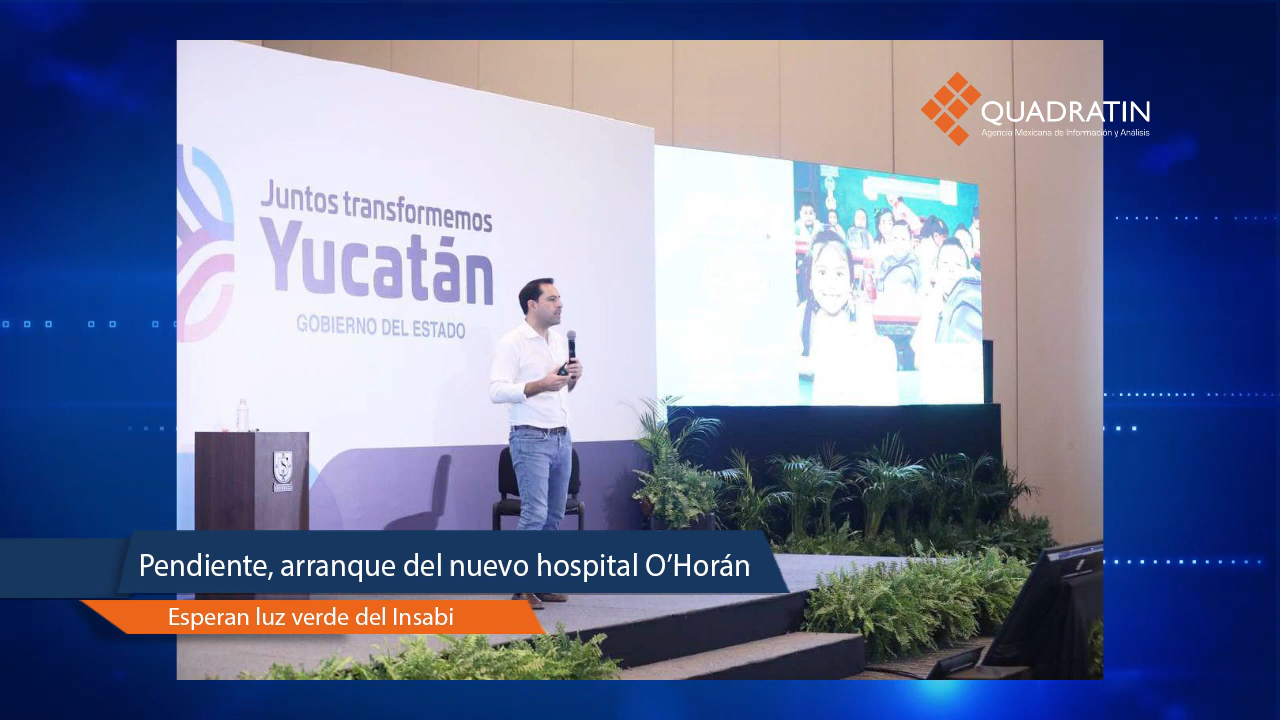 QUADRATIN
Agencia Mexicana de Información y Análisis
Juntos transformemos
Yucatán
GOBIERNO DEL ESTADO
Pendiente, arranque del nuevo hospital O’Horán
Esperan luz verde del Insabi